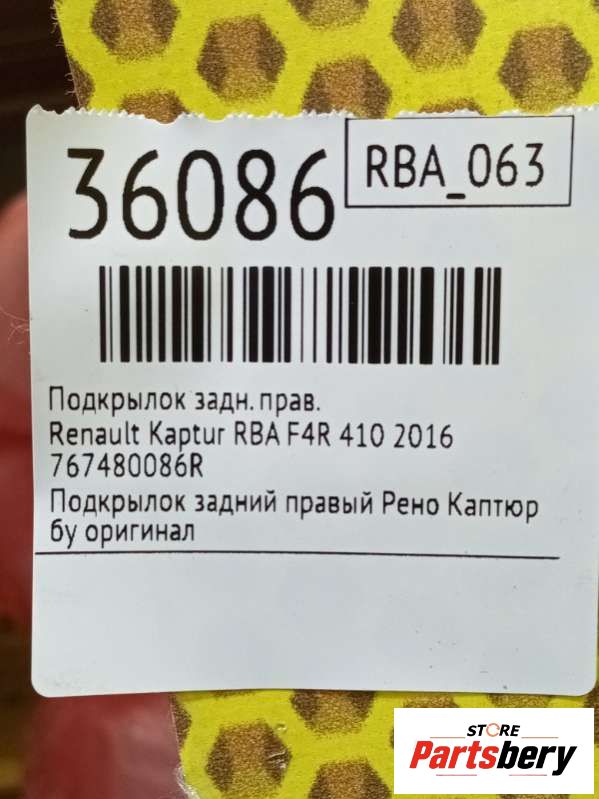 36086
RBA_063
Подкрылок задн. прав.
Renault Kaptur RBA F4R 410 2016
767480086R
Подкрылок задний правый Рено Каптюр
бу оригинал
STORE
Partsbery